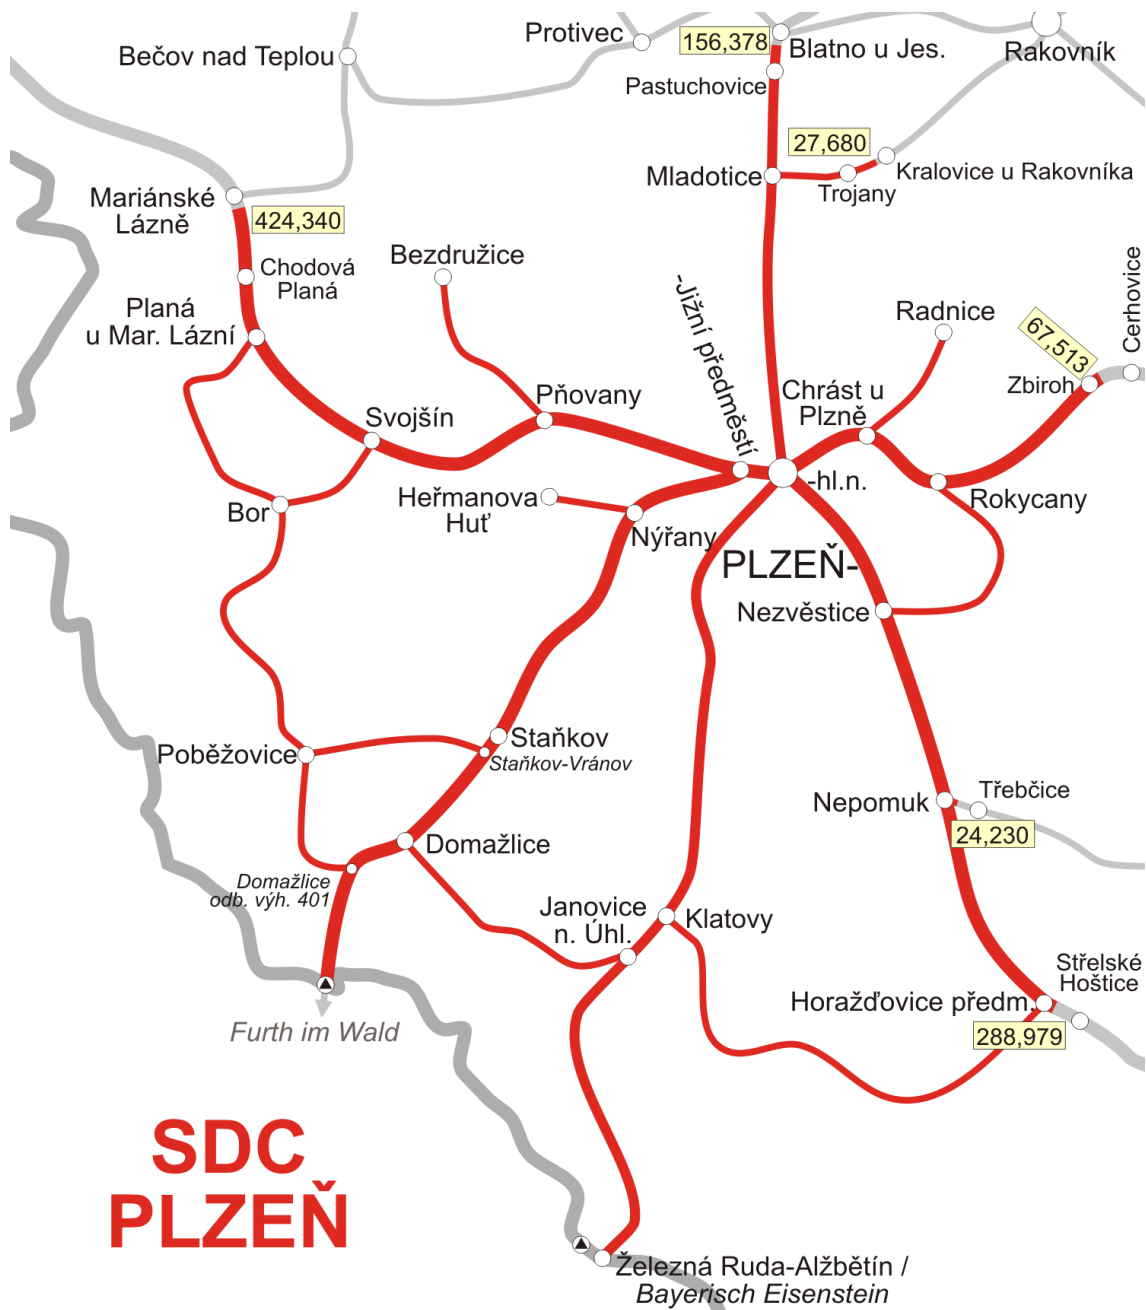 Protivec
156,378
Blatno u Jes.
Rakovník
Bečov nad Teplou
Pastuchovice
27,680
Kralovice u Rakovníka
Mladotice
Trojany
Mariánské
Lázně
424,340
Bezdružice
Chodová
Planá
-Jižní předměstí
Cerhovice
Planá
u Mar. Lázní
Radnice
67,513
Zbiroh
Pňovany
Chrást u
Plzně
Svojšín
-hl.n.
Rokycany
Heřmanova
Huť
Bor
Nýřany
PLZEŇ-
Nezvěstice
Staňkov
Staňkov-Vránov
Poběžovice
Třebčice
Nepomuk
24,230
Domažlice
Domažlice
odb. výh. 401
Janovice
n. Úhl.
Klatovy
Střelské
Hoštice
Horažďovice předm.
288,979
Furth im Wald
SDC
PLZEŇ
Železná Ruda-Alžbětín /
Bayerisch Eisenstein